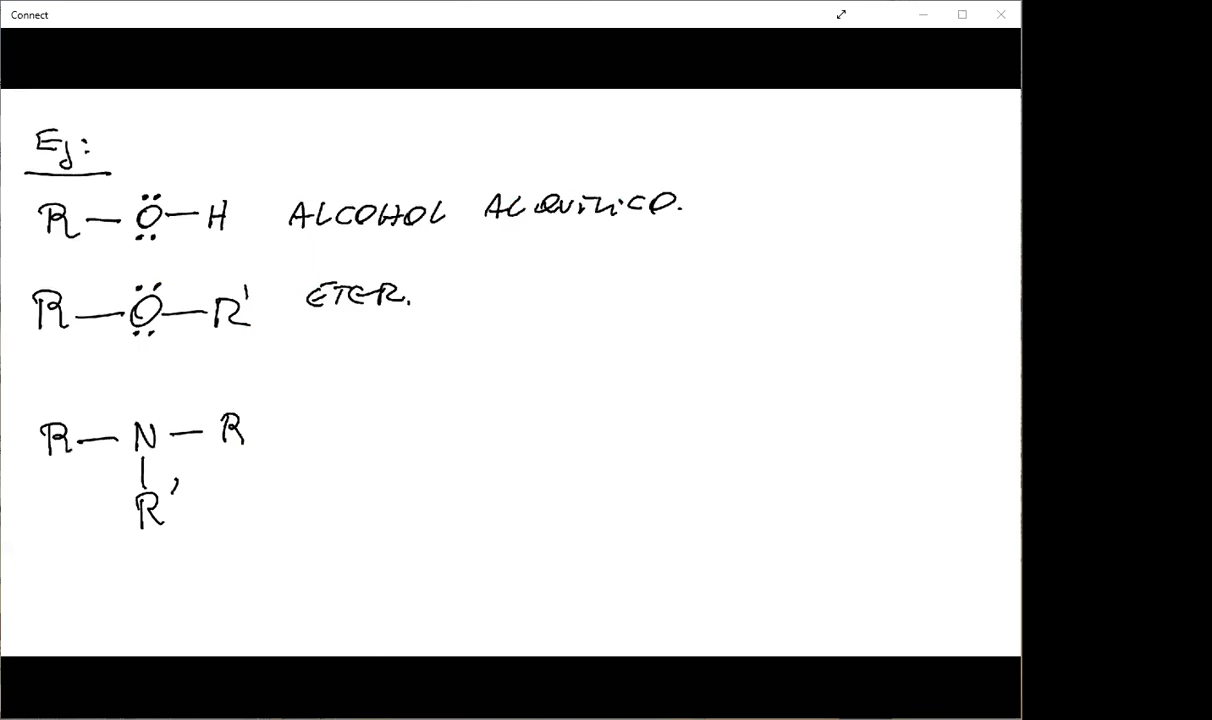 Connect
Ej:
R — Ö — H ALCOHOL ALQUÍLICO.
R — Ö — R' ETER.
R — N — R
|
R'